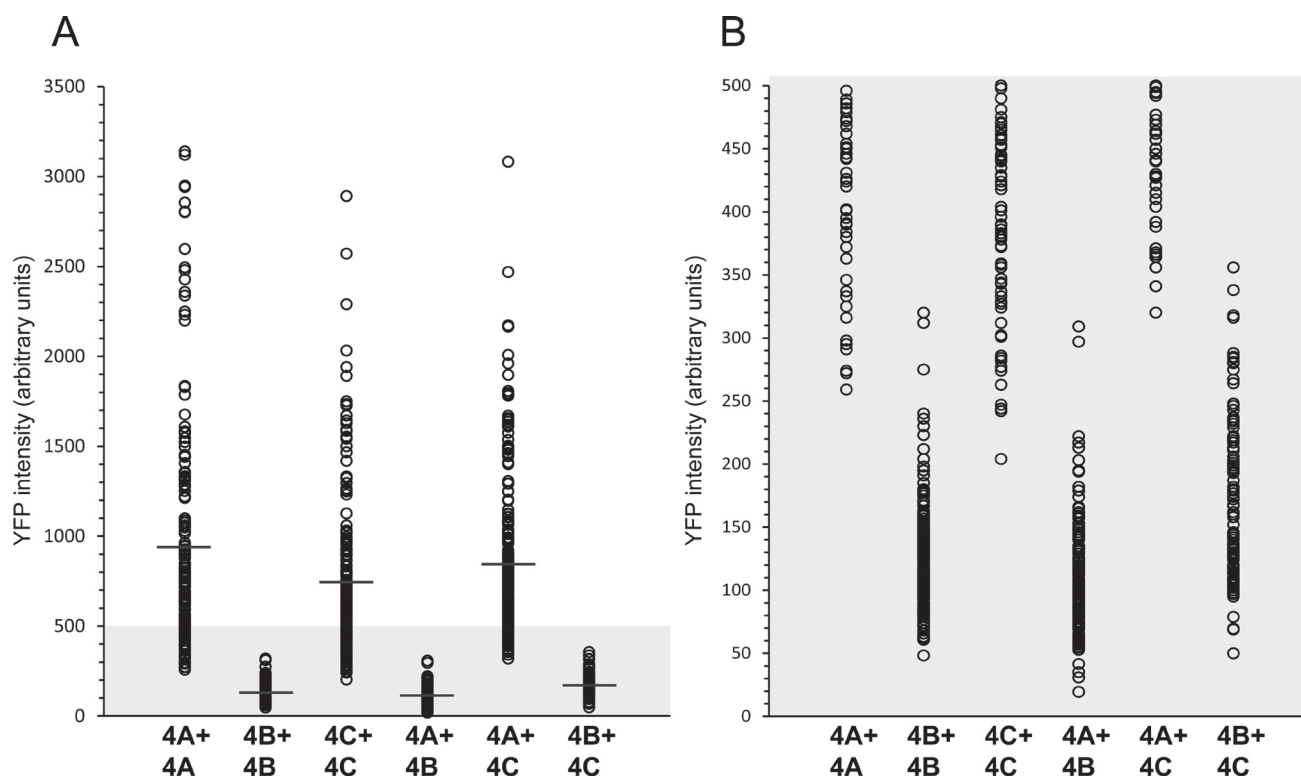 A
YFP intensity (arbitrary units)
3500
3000
2500
2000
1500
1000
500
0
4A+ 4B+ 4C+ 4A+ 4A+ 4B+
4A 4B 4C 4B 4C 4C
B
YFP intensity (arbitrary units)
500
450
400
350
300
250
200
150
100
50
0
4A+ 4B+ 4C+ 4A+ 4A+ 4B+
4A 4B 4C 4B 4C 4C